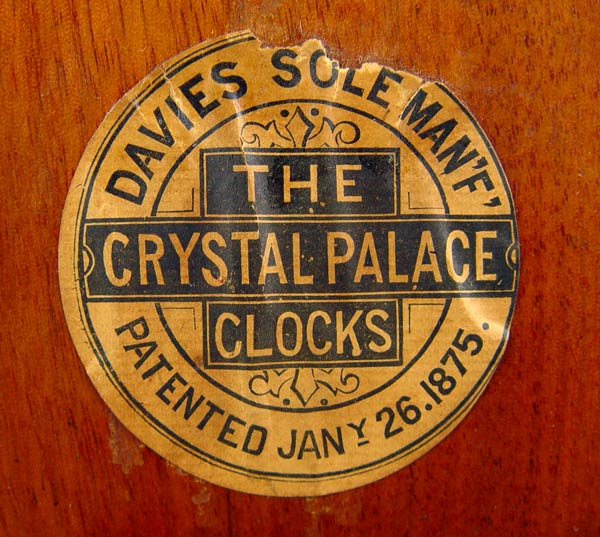 DAVIES SOLE MAN'F'
THE
CRYSTAL PALACE
CLOCKS
PATENTED JANY 26.1875.